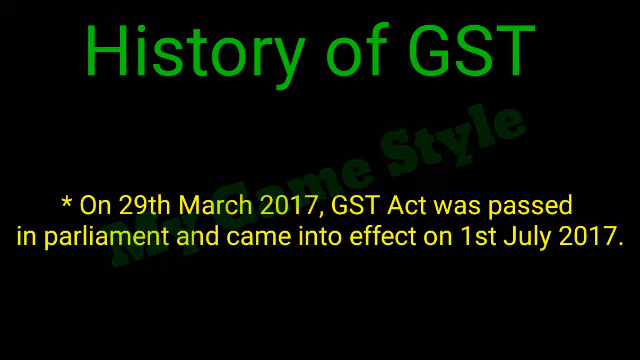 History of GST
My Game Style
* On 29th March 2017, GST Act was passed
in parliament and came into effect on 1st July 2017.